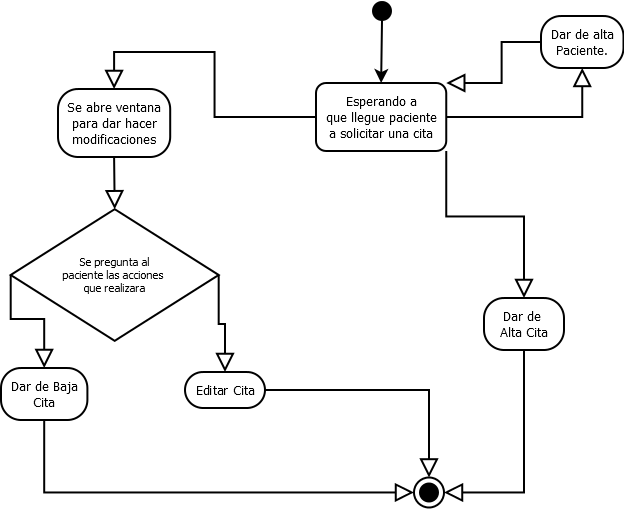 Dar de alta
Paciente.
Esperando a
que llegue paciente
a solicitar una cita
Se abre ventana
para dar hacer
modificaciones
Se pregunta al
paciente las acciones
que realizara
Dar de
Alta Cita
Dar de Baja
Cita
Editar Cita